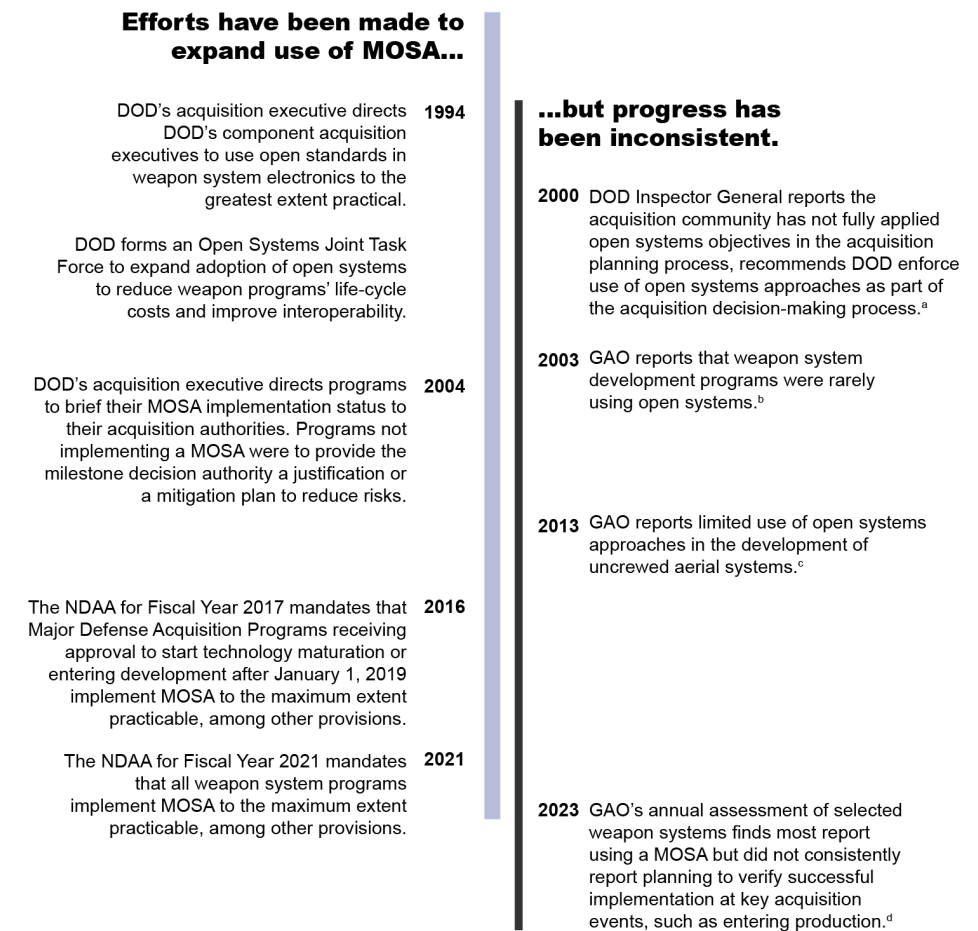 Efforts have been made to
expand use of MOSA...
1994
DOD's acquisition executive directs
DOD's component acquisition
executives to use open standards in
weapon system electronics to the
greatest extent practical.
DOD forms an Open Systems Joint Task
Force to expand adoption of open systems
to reduce weapon programs' life-cycle
costs and improve interoperability.
2004
DOD's acquisition executive directs programs
to brief their MOSA implementation status to
their acquisition authorities. Programs not
implementing a MOSA were to provide the
milestone decision authority a justification or
a mitigation plan to reduce risks.
2016
The NDAA for Fiscal Year 2017 mandates that
Major Defense Acquisition Programs receiving
approval to start technology maturation or
entering development after January 1, 2019
implement MOSA to the maximum extent
practicable, among other provisions.
2021
The NDAA for Fiscal Year 2021 mandates
that all weapon system programs
implement MOSA to the maximum extent
practicable, among other provisions.
...but progress has
been inconsistent.
2000 DOD Inspector General reports the
acquisition community has not fully applied
open systems objectives in the acquisition
planning process, recommends DOD enforce
use of open systems approaches as part of
the acquisition decision-making process.ᵃ
2003 GAO reports that weapon system
development programs were rarely
using open systems.ᵇ
2013 GAO reports limited use of open systems
approaches in the development of
uncrewed aerial systems.ᶜ
2023 GAO's annual assessment of selected
weapon systems finds most report
using a MOSA but did not consistently
report planning to verify successful
implementation at key acquisition
events, such as entering production.ᵈ